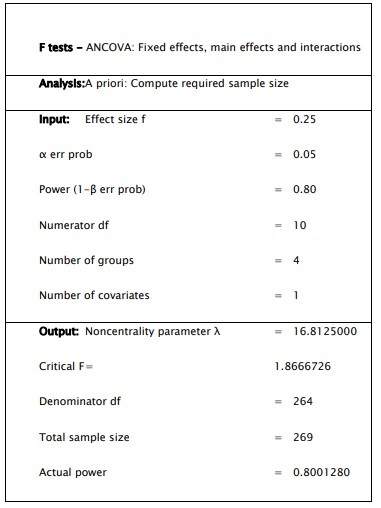 F tests – ANCOVA: Fixed effects, main effects and interactions
Analysis:A priori: Compute required sample size
Input: Effect size f = 0.25
α err prob = 0.05
Power (1-β err prob) = 0.80
Numerator df = 10
Number of groups = 4
Number of covariates = 1
Output: Noncentrality parameter λ = 16.8125000
Critical F= 1.8666726
Denominator df = 264
Total sample size = 269
Actual power = 0.8001280